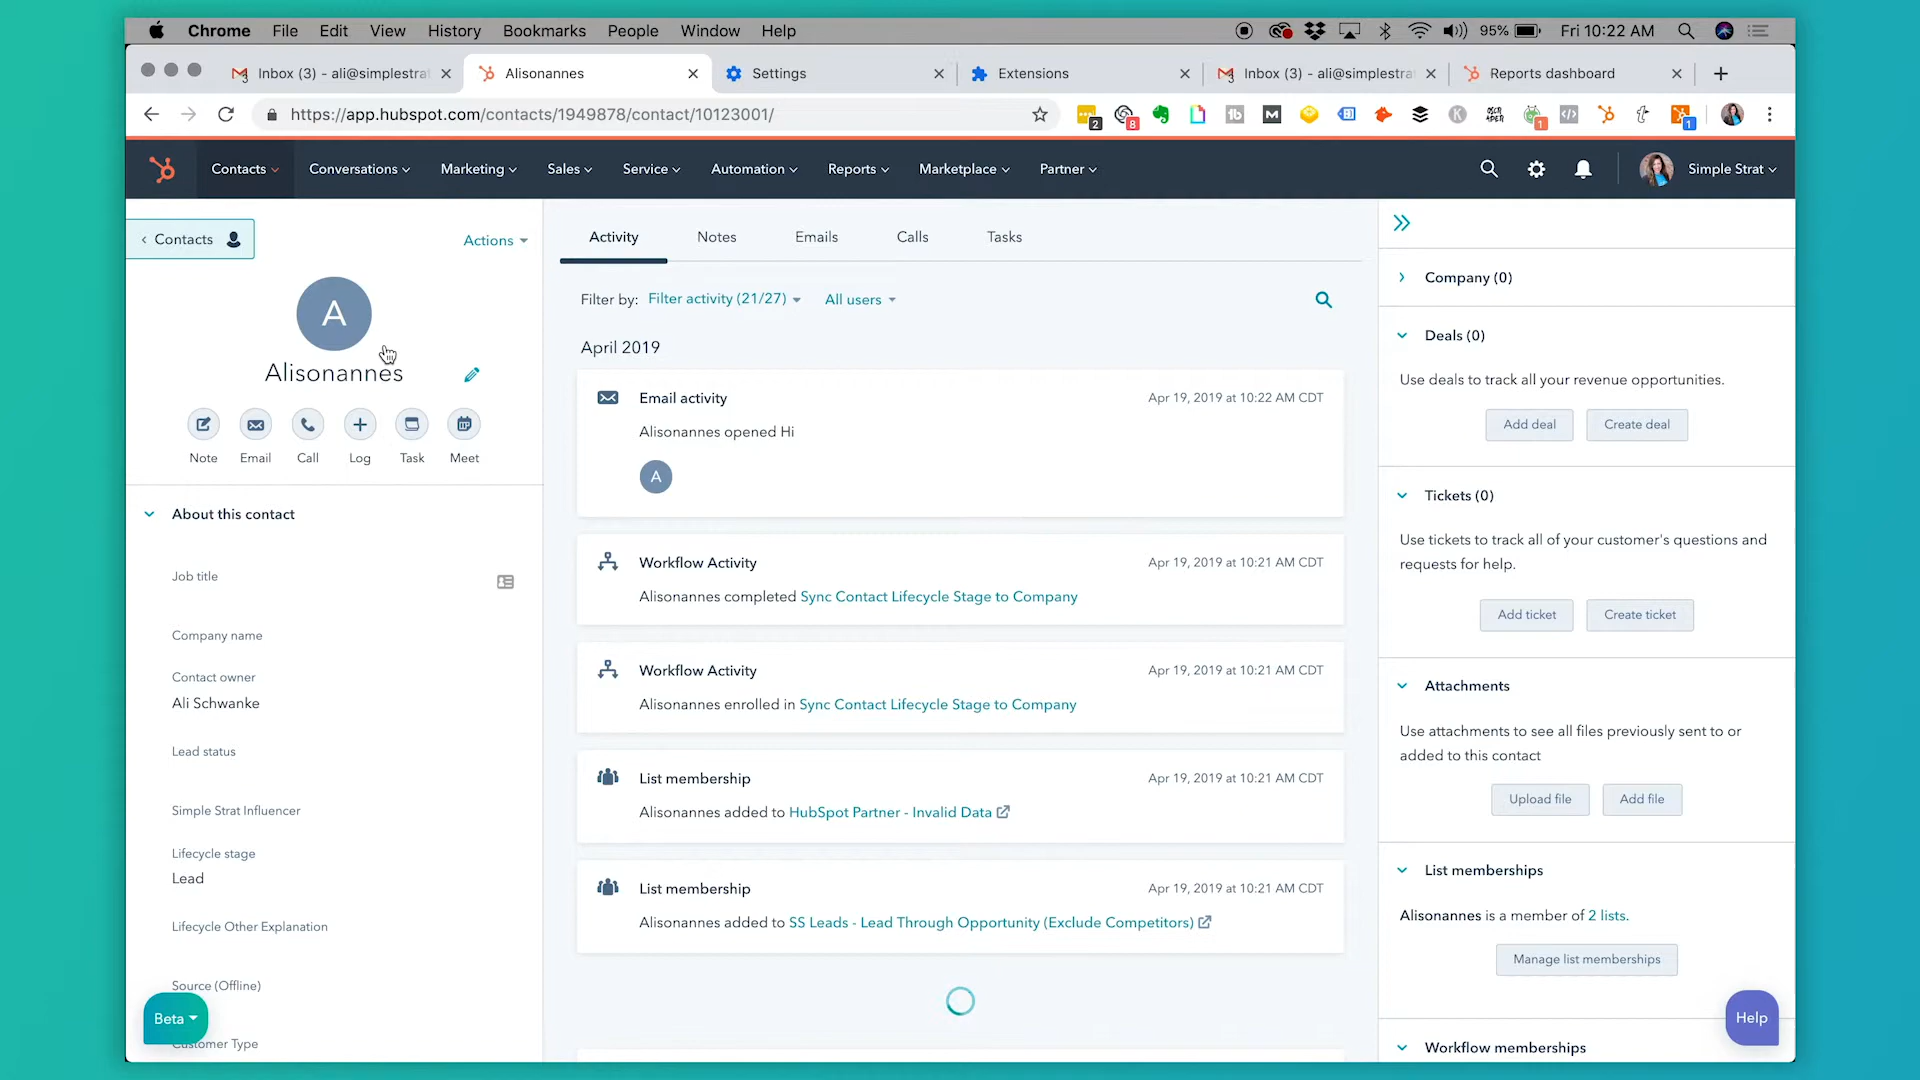 Chrome File Edit View History Bookmarks People Window Help 95% Fri 10:22 AM
Inbox (3) - ali@simplestrat Alisonannes Settings Extensions Inbox (3) - ali@simplestra Reports dashboard
https://app.hubspot.com/contacts/1949878/contact/10123001/
2 8 1 1
Contacts Conversations Marketing Sales Service Automation Reports Marketplace Partner Simple Strat
Contacts
Actions
A
Alisonannes
Note Email Call Log Task Meet
About this contact
Job title
Company name
Contact owner
Ali Schwanke
Lead status
Simple Strat Influencer
Lifecycle stage
Lead
Lifecycle Other Explanation
Source (Offline)
Beta
Customer Type
Activity Notes Emails Calls Tasks
Filter by: Filter activity (21/27) All users
April 2019
Email activity Apr 19, 2019 at 10:22 AM CDT
Alisonannes opened Hi
A
Workflow Activity Apr 19, 2019 at 10:21 AM CDT
Alisonannes completed Sync Contact Lifecycle Stage to Company
Workflow Activity Apr 19, 2019 at 10:21 AM CDT
Alisonannes enrolled in Sync Contact Lifecycle Stage to Company
List membership Apr 19, 2019 at 10:21 AM CDT
Alisonannes added to HubSpot Partner - Invalid Data
List membership Apr 19, 2019 at 10:21 AM CDT
Alisonannes added to SS Leads - Lead Through Opportunity (Exclude Competitors)
Company (0)
Deals (0)
Use deals to track all your revenue opportunities.
Add deal Create deal
Tickets (0)
Use tickets to track all of your customer's questions and
requests for help.
Add ticket Create ticket
Attachments
Use attachments to see all files previously sent to or
added to this contact
Upload file Add file
List memberships
Alisonannes is a member of 2 lists.
Manage list memberships
Help
Workflow memberships